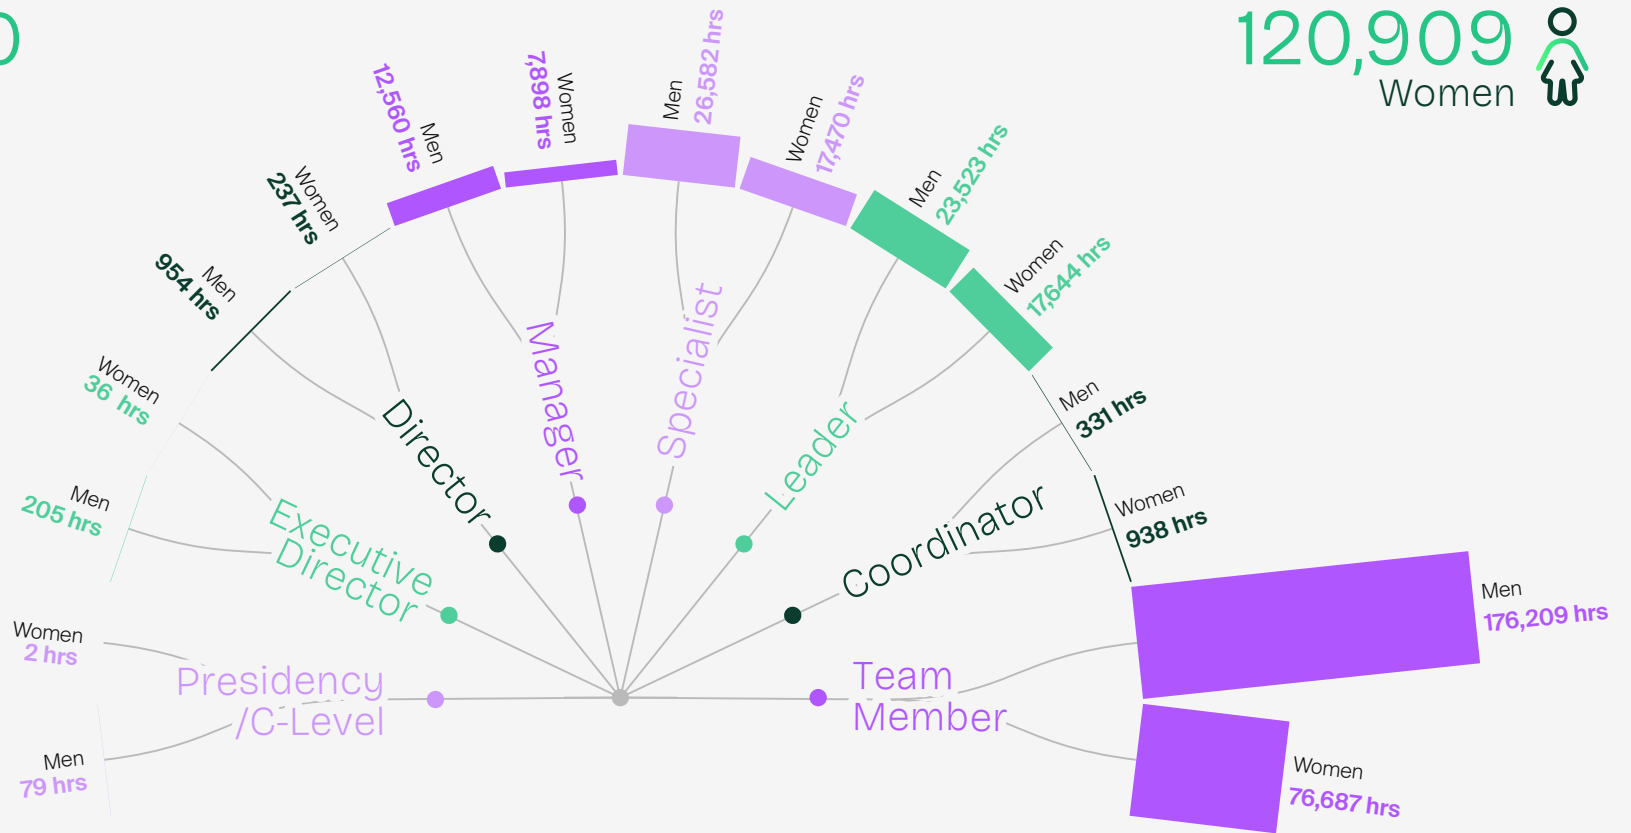 0
120,909
Women
Men
12,560 hrs
Women
7,898 hrs
Men
26,582 hrs
Women
17,470 hrs
Men
23,523 hrs
Women
17,644 hrs
Women
237 hrs
Men
954 hrs
Women
36 hrs
Men
205 hrs
Women
2 hrs
Men
79 hrs
Men
331 hrs
Women
938 hrs
Men
176,209 hrs
Women
76,687 hrs
Presidency
/C-Level
Executive
Director
Director
Manager
Specialist
Leader
Coordinator
Team
Member